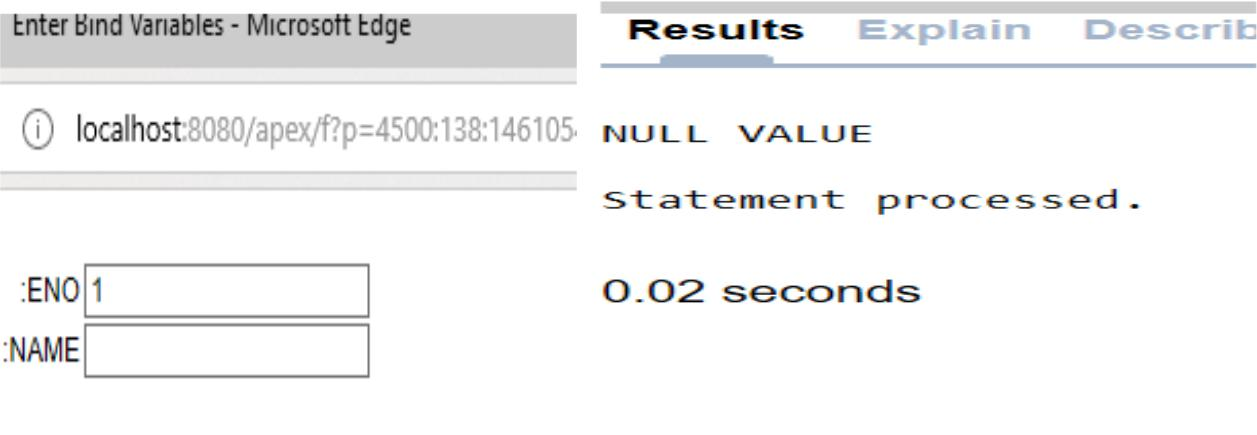 Enter Bind Variables - Microsoft Edge
localhost:8080/apex/f?p=4500:138:146105
:ENO 1
:NAME
Results Explain Describ
NULL VALUE
Statement processed.
0.02 seconds